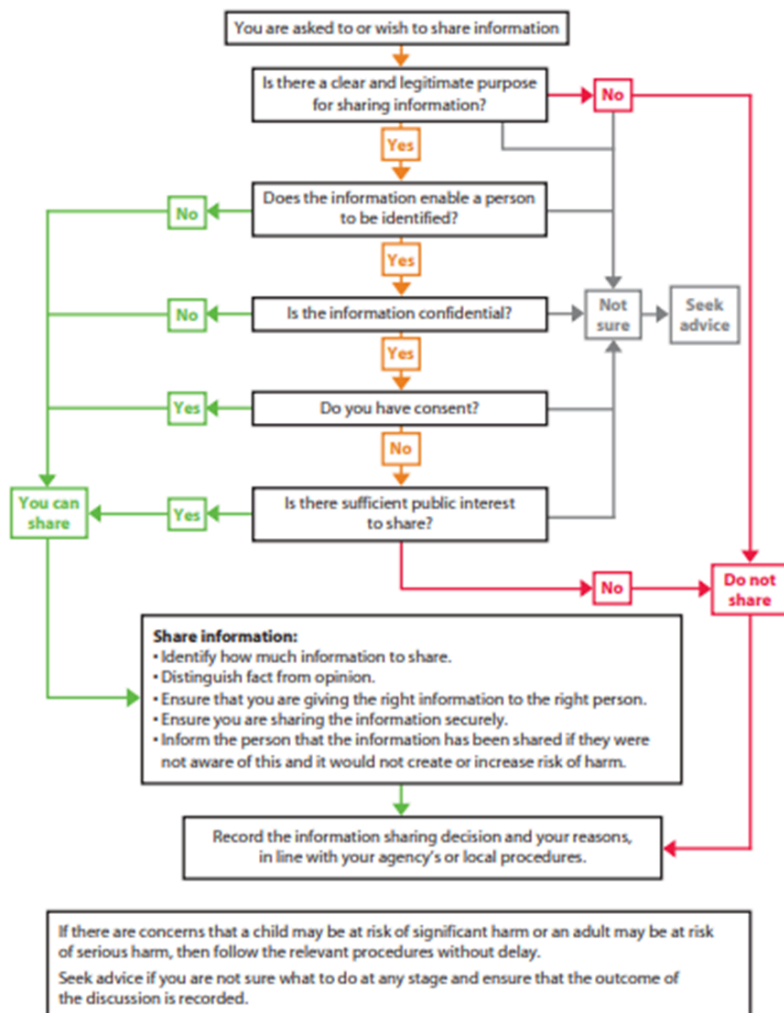 You are asked to or wish to share information
Is there a clear and legitimate purpose
for sharing information?
No
Yes
Does the information enable a person
to be identified?
No
Yes
Is the information confidential?
No
Not
sure
Seek
advice
Yes
Do you have consent?
Yes
No
Is there sufficient public interest
to share?
You can
share
Yes
No
Do not
share
Share information:
• Identify how much information to share.
• Distinguish fact from opinion.
• Ensure that you are giving the right information to the right person.
• Ensure you are sharing the information securely.
• Inform the person that the information has been shared if they were
not aware of this and it would not create or increase risk of harm.
Record the information sharing decision and your reasons,
in line with your agency's or local procedures.
If there are concerns that a child may be at risk of significant harm or an adult may be at risk
of serious harm, then follow the relevant procedures without delay.
Seek advice if you are not sure what to do at any stage and ensure that the outcome of
the discussion is recorded.